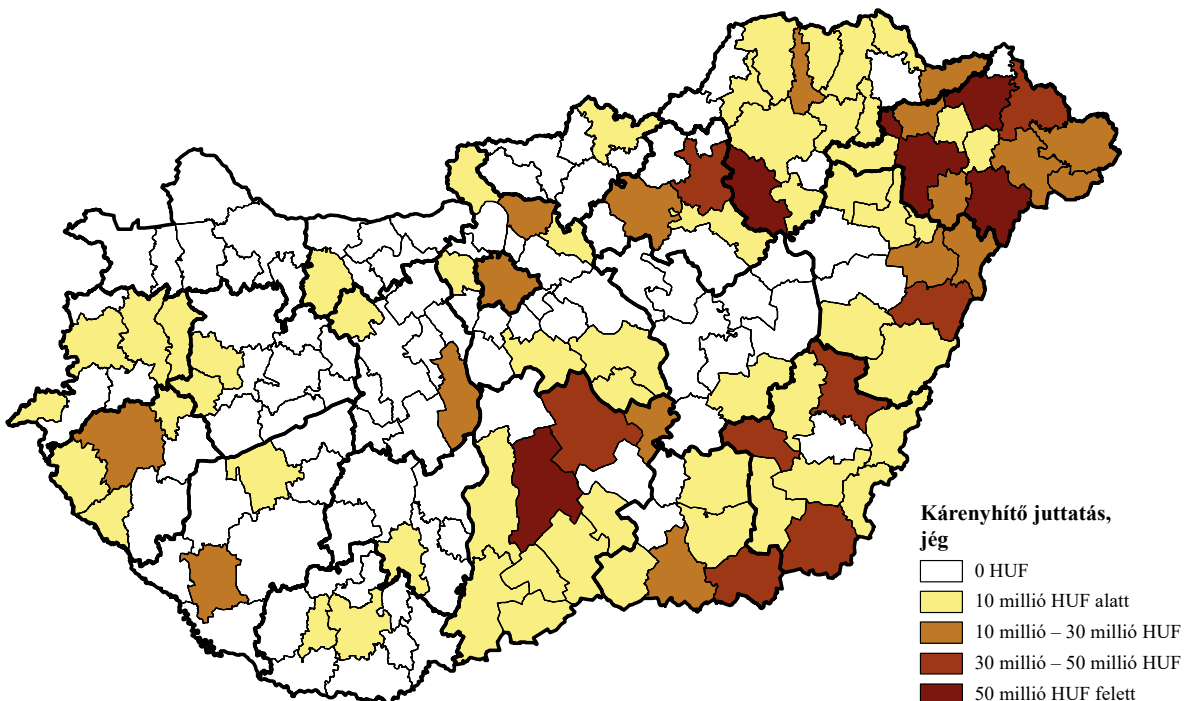 Kárenyhítő juttatás,
jég
0 HUF
10 millió HUF alatt
10 millió – 30 millió HUF
30 millió – 50 millió HUF
50 millió HUF felett